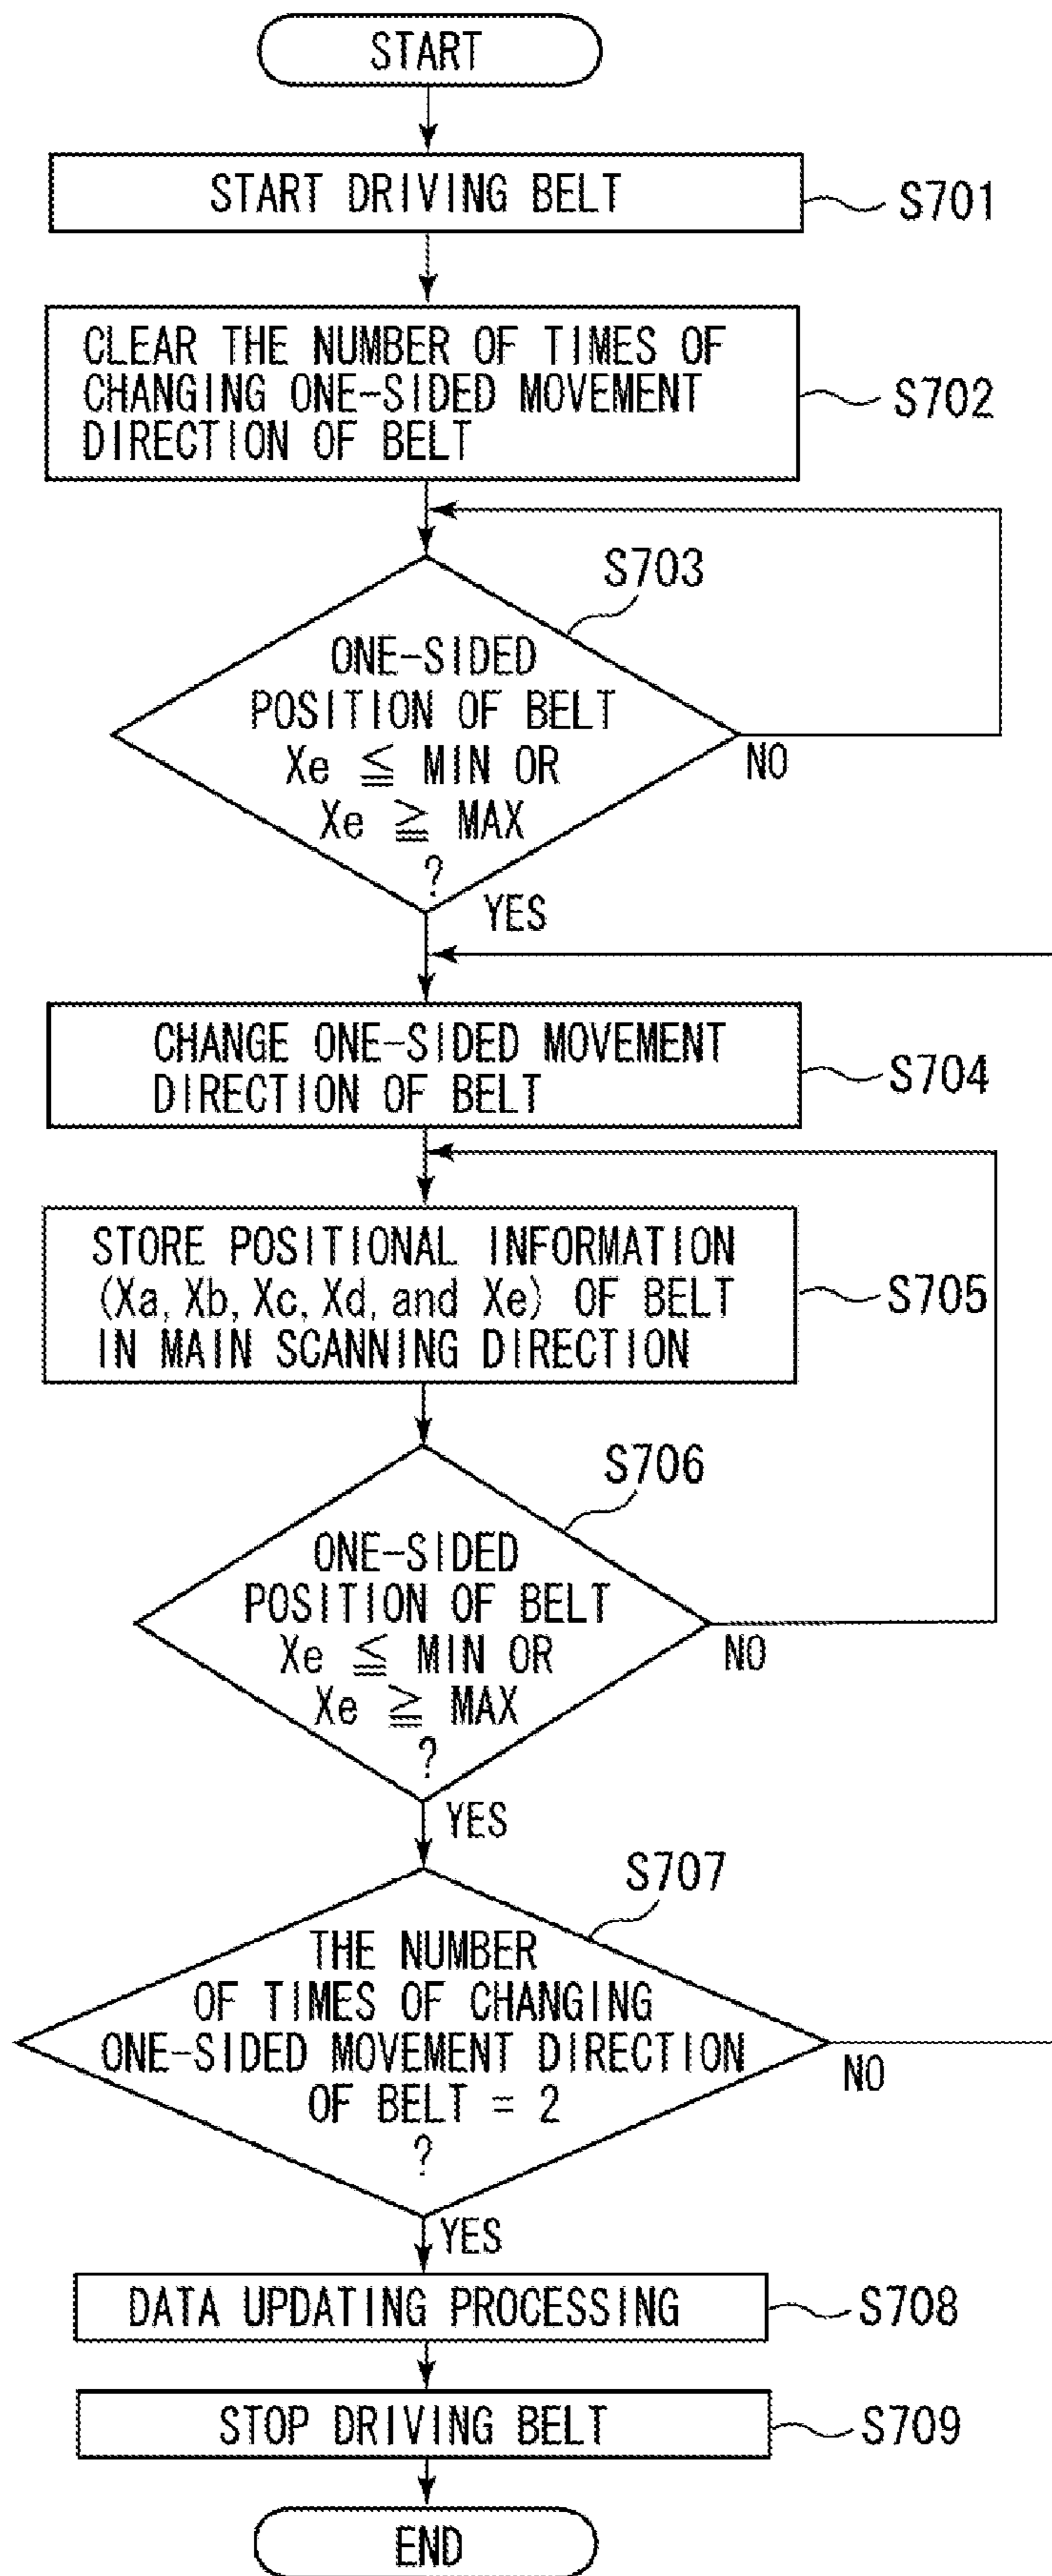 START
START DRIVING BELT
S701
CLEAR THE NUMBER OF TIMES OF
CHANGING ONE-SIDED MOVEMENT
DIRECTION OF BELT
S702
S703
ONE-SIDED
POSITION OF BELT
Xe ≦ MIN OR
Xe ≧ MAX
?
NO
YES
CHANGE ONE-SIDED MOVEMENT
DIRECTION OF BELT
S704
STORE POSITIONAL INFORMATION
(Xa, Xb, Xc, Xd, and Xe) OF BELT
IN MAIN SCANNING DIRECTION
S705
S706
ONE-SIDED
POSITION OF BELT
Xe ≦ MIN OR
Xe ≧ MAX
?
NO
YES
S707
THE NUMBER
OF TIMES OF CHANGING
ONE-SIDED MOVEMENT DIRECTION
OF BELT = 2
?
NO
YES
DATA UPDATING PROCESSING
S708
STOP DRIVING BELT
S709
END